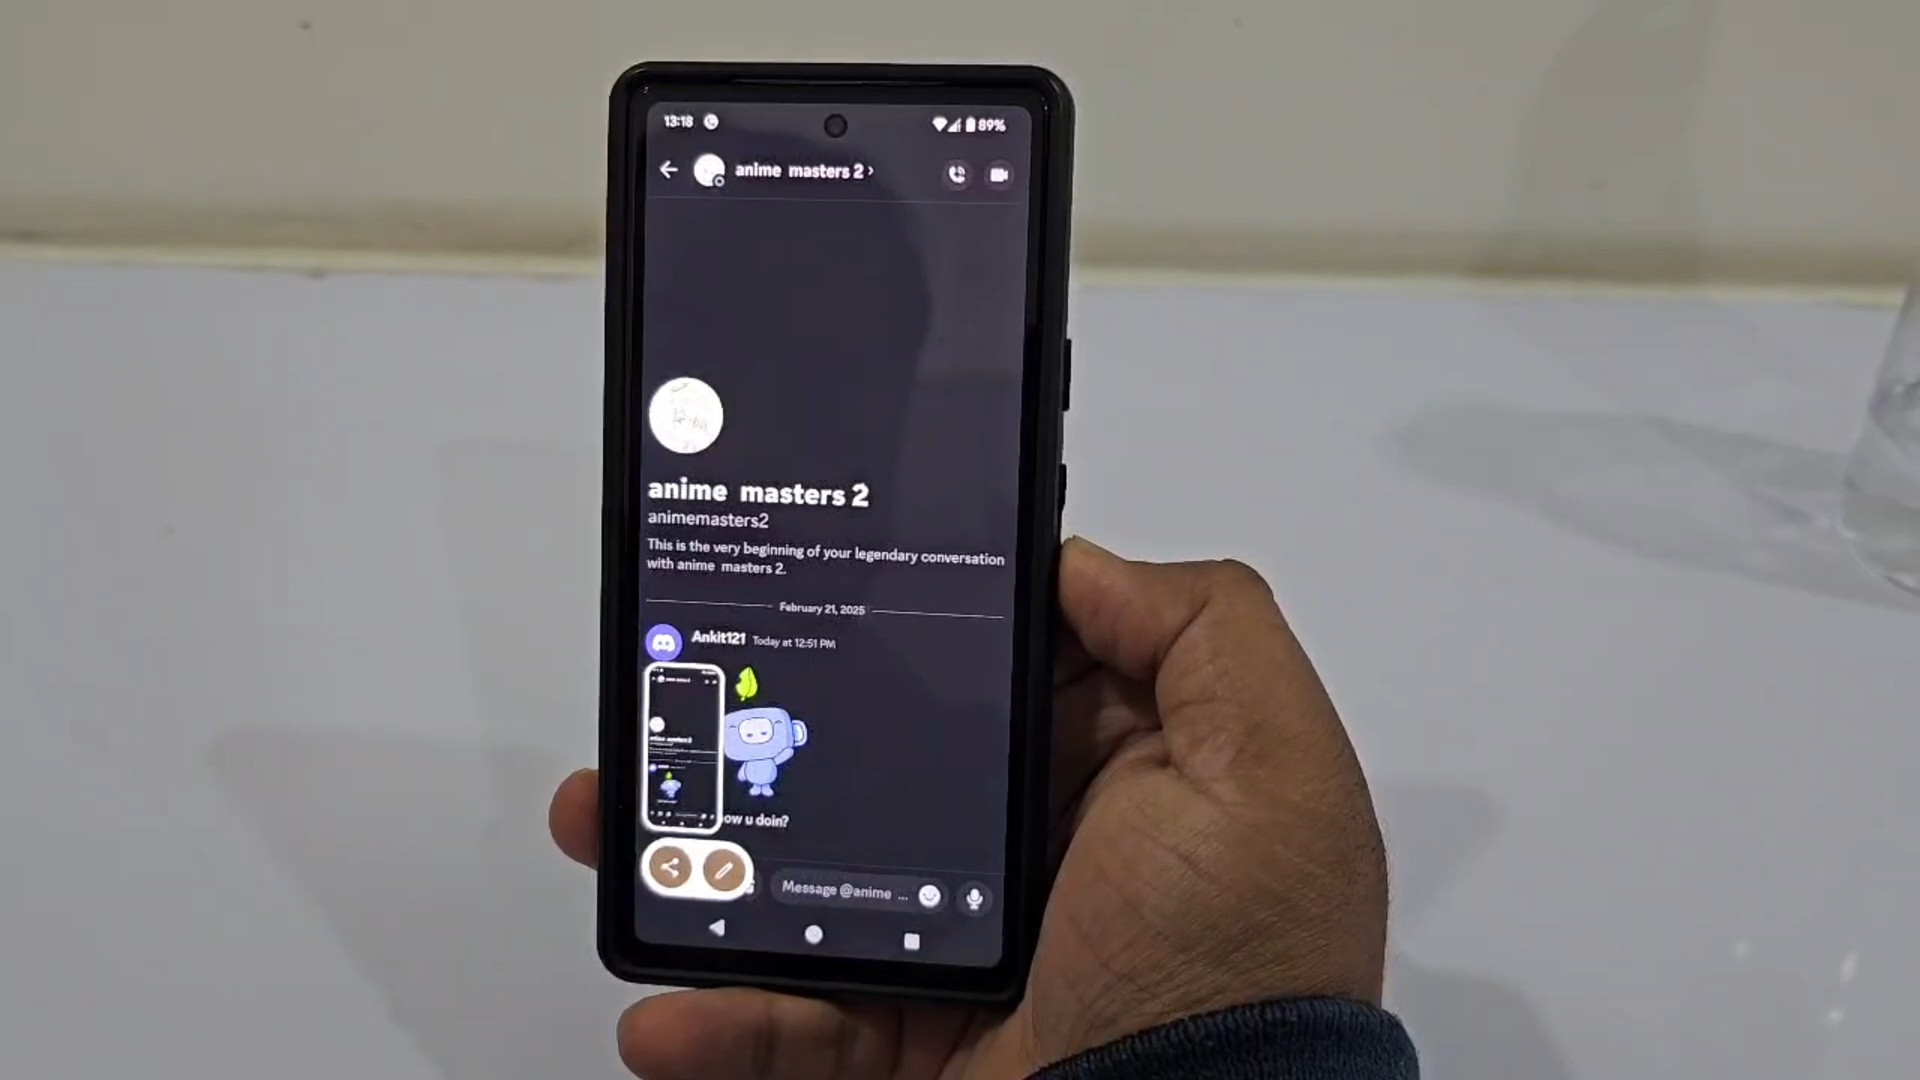 13:18 89%
anime masters 2 ›
anime masters 2
animemasters2
This is the very beginning of your legendary conversation
with anime masters 2.
February 21, 2025
Ankit121 Today at 12:51 PM
ow u doin?
Message @anime ...